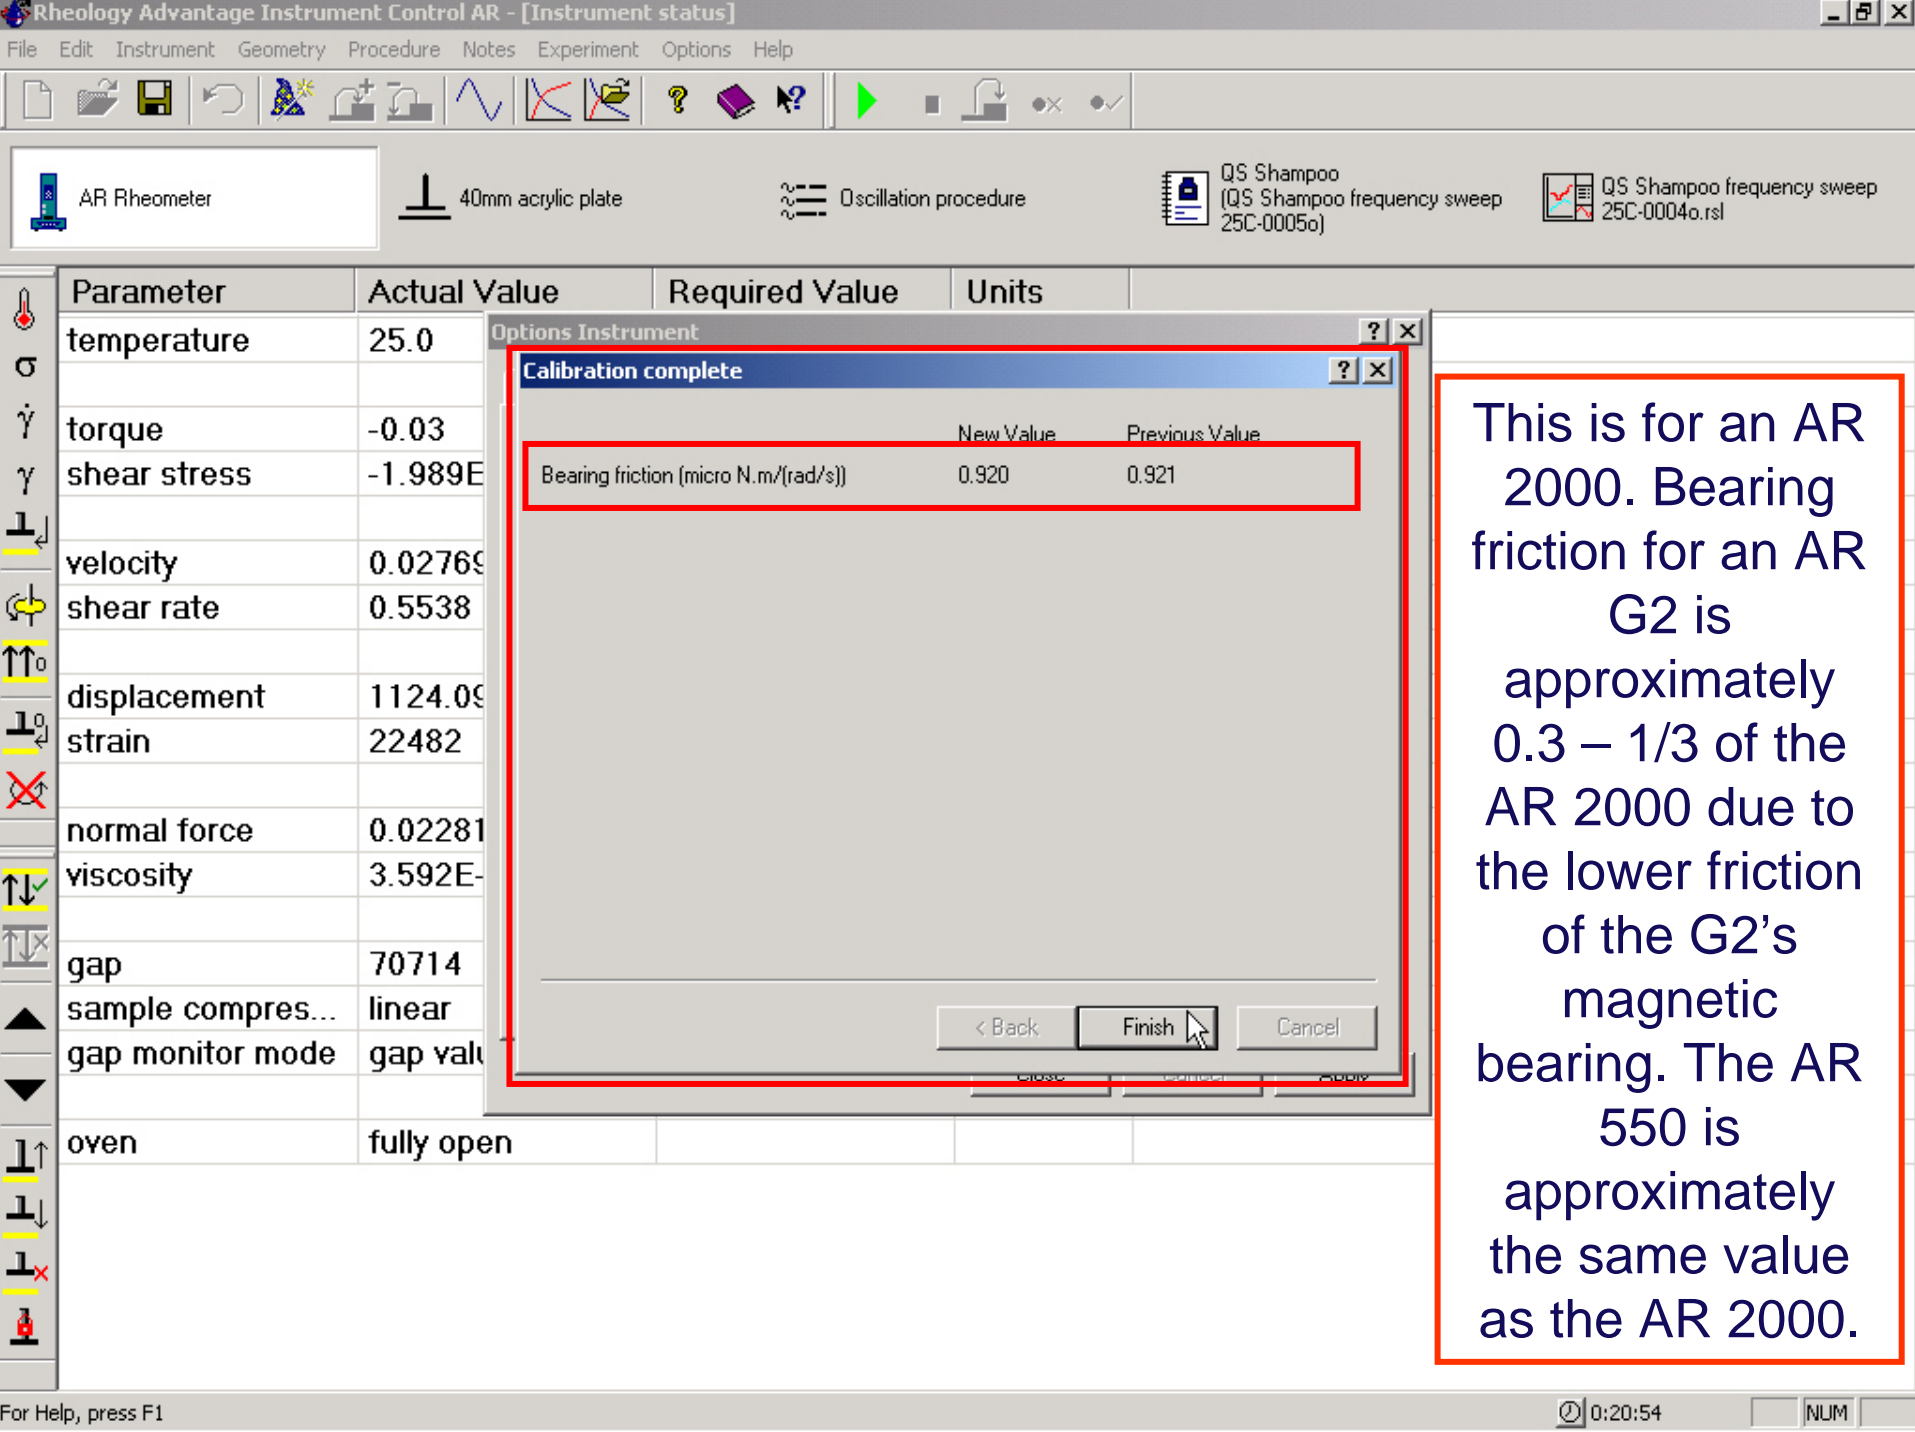 Rheology Advantage Instrument Control AR - [Instrument status]
File Edit Instrument Geometry Procedure Notes Experiment Options Help
AR Rheometer
40mm acrylic plate
Oscillation procedure
QS Shampoo
(QS Shampoo frequency sweep
25C-0005o)
QS Shampoo frequency sweep
25C-0004o.rsl
Parameter Actual Value Required Value Units
temperature 25.0
torque -0.03
shear stress -1.989E
velocity 0.02769
shear rate 0.5538
displacement 1124.09
strain 22482
normal force 0.02281
viscosity 3.592E-
gap 70714
sample compres... linear
gap monitor mode gap valu
oven fully open
Options Instrument
Calibration complete
New Value Previous Value
Bearing friction (micro N.m/(rad/s)) 0.920 0.921
< Back Finish Cancel
Close Cancel Apply
This is for an AR
2000. Bearing
friction for an AR
G2 is
approximately
0.3 – 1/3 of the
AR 2000 due to
the lower friction
of the G2’s
magnetic
bearing. The AR
550 is
approximately
the same value
as the AR 2000.
For Help, press F1
0:20:54 NUM